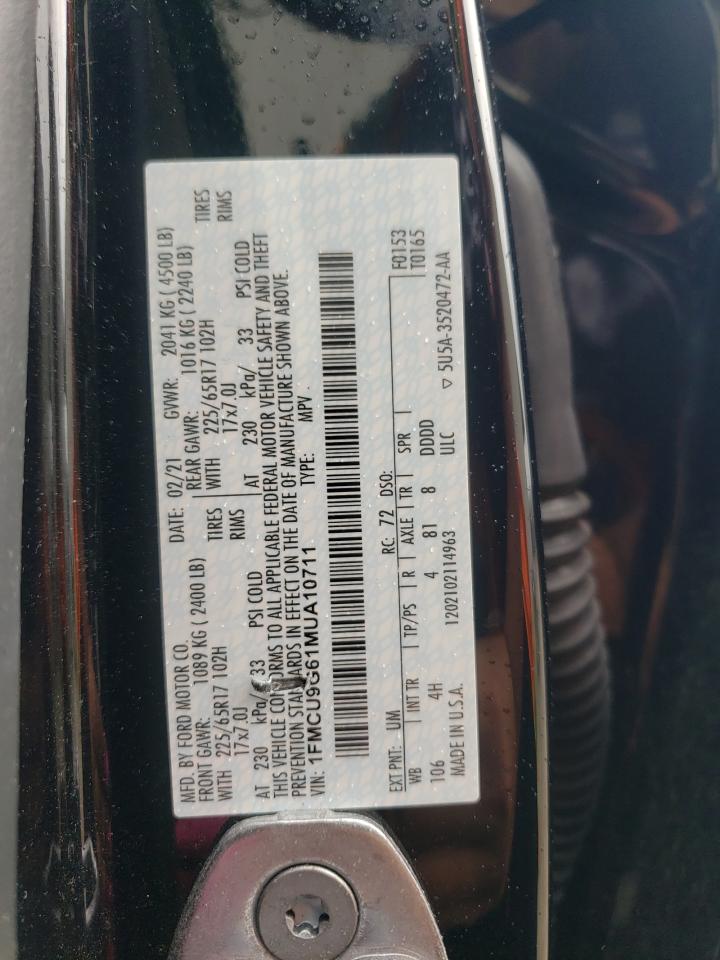 MFD. BY FORD MOTOR CO.
DATE: 02/21 GVWR: 2041 KG ( 4500 LB)
FRONT GAWR: 1089 KG ( 2400 LB) REAR GAWR: 1016 KG ( 2240 LB)
WITH 225/65R17 102H TIRES WITH 225/65R17 102H TIRES
17x7.0J RIMS 17x7.0J RIMS
AT 230 kPa/ 33 PSI COLD AT 230 kPa/ 33 PSI COLD
THIS VEHICLE CONFORMS TO ALL APPLICABLE FEDERAL MOTOR VEHICLE SAFETY AND THEFT
PREVENTION STANDARDS IN EFFECT ON THE DATE OF MANUFACTURE SHOWN ABOVE.
VIN: 1FMCU9G61MUA10711 TYPE: MPV
EXT PNT: UM RC: 72 DSO: F0153
WB INT TR TP/PS R AXLE TR SPR T0165
106 4H 4 81 8 DDDD
MADE IN U.S.A. 1202102114963 ULC ▽ 5U5A-3520472-AA